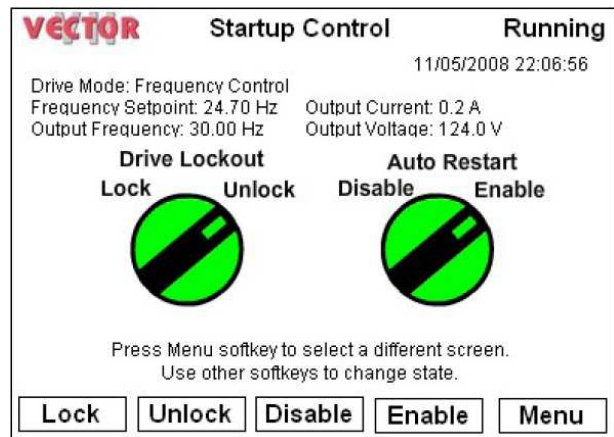 VECTOR Startup Control Running
11/05/2008 22:06:56
Drive Mode: Frequency Control
Frequency Setpoint: 24.70 Hz Output Current: 0.2 A
Output Frequency: 30.00 Hz Output Voltage: 124.0 V
Drive Lockout Auto Restart
Lock Unlock Disable Enable
Press Menu softkey to select a different screen.
Use other softkeys to change state.
Lock Unlock Disable Enable Menu